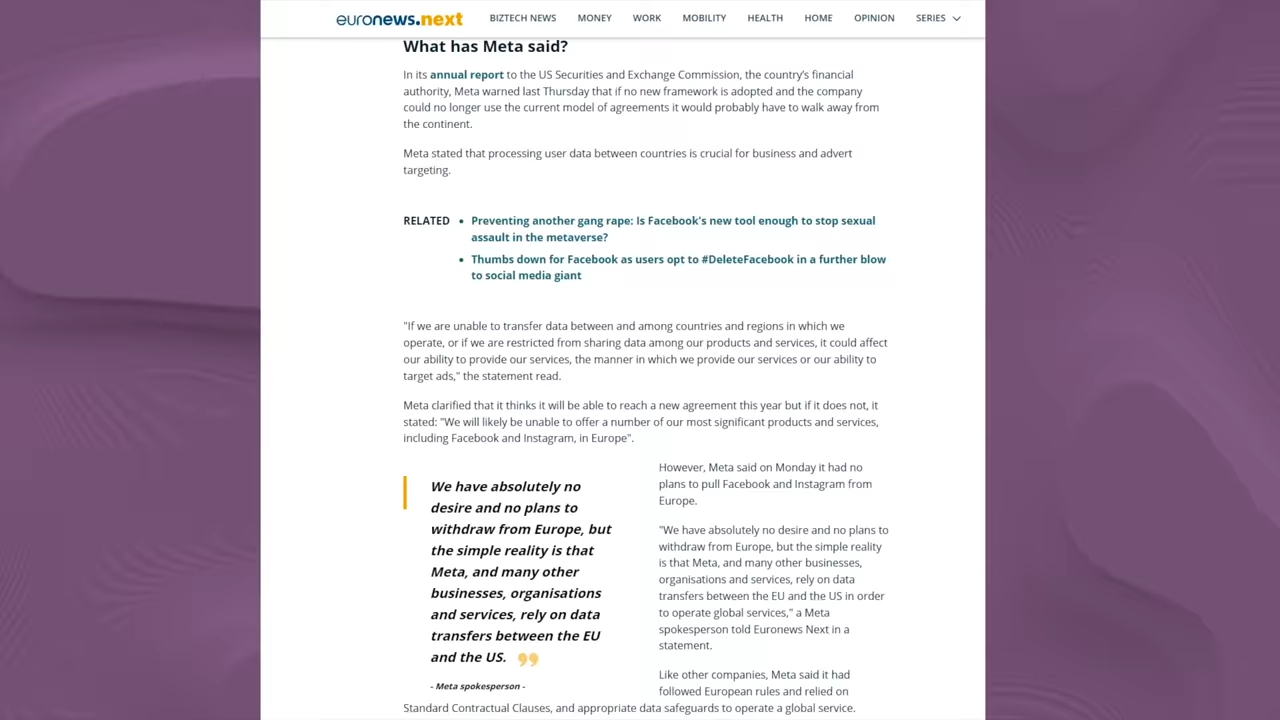 euronews.next
BIZTECH NEWS MONEY WORK MOBILITY HEALTH HOME OPINION SERIES
What has Meta said?
In its annual report to the US Securities and Exchange Commission, the country's financial
authority, Meta warned last Thursday that if no new framework is adopted and the company
could no longer use the current model of agreements it would probably have to walk away from
the continent.
Meta stated that processing user data between countries is crucial for business and advert
targeting.
RELATED • Preventing another gang rape: Is Facebook's new tool enough to stop sexual
assault in the metaverse?
• Thumbs down for Facebook as users opt to #DeleteFacebook in a further blow
to social media giant
"If we are unable to transfer data between and among countries and regions in which we
operate, or if we are restricted from sharing data among our products and services, it could affect
our ability to provide our services, the manner in which we provide our services or our ability to
target ads," the statement read.
Meta clarified that it thinks it will be able to reach a new agreement this year but if it does not, it
stated: "We will likely be unable to offer a number of our most significant products and services,
including Facebook and Instagram, in Europe".
We have absolutely no
desire and no plans to
withdraw from Europe, but
the simple reality is that
Meta, and many other
businesses, organisations
and services, rely on data
transfers between the EU
and the US.
- Meta spokesperson -
However, Meta said on Monday it had no
plans to pull Facebook and Instagram from
Europe.
"We have absolutely no desire and no plans to
withdraw from Europe, but the simple reality
is that Meta, and many other businesses,
organisations and services, rely on data
transfers between the EU and the US in order
to operate global services," a Meta
spokesperson told Euronews Next in a
statement.
Like other companies, Meta said it had
followed European rules and relied on
Standard Contractual Clauses, and appropriate data safeguards to operate a global service.